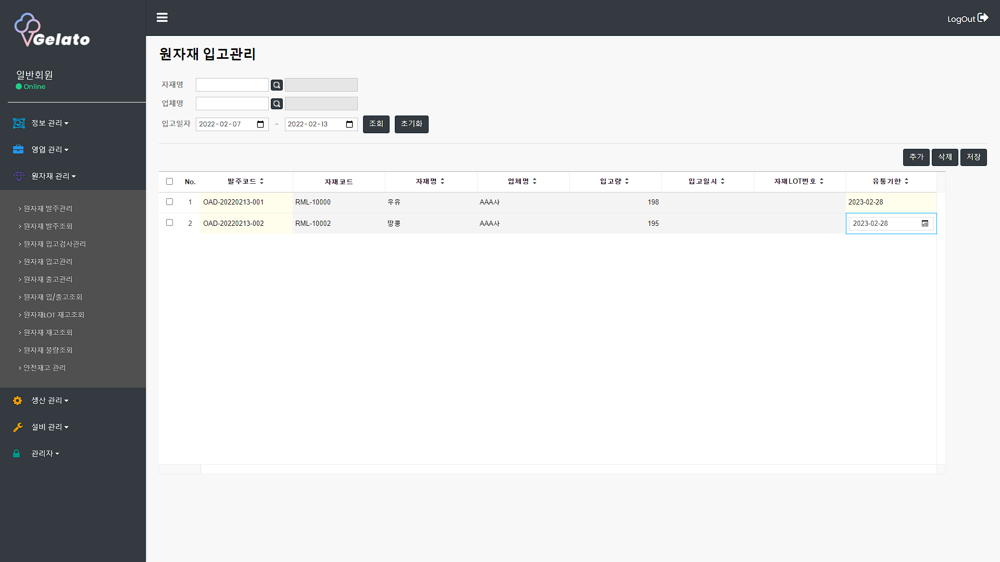 Gelato
LogOut
일반회원
Online
정보 관리
영업 관리
원자재 관리
> 원자재 발주관리
> 원자재 발주조회
> 원자재 입고검사관리
> 원자재 입고관리
> 원자재 출고관리
> 원자재 입/출고조회
> 원자재LOT 재고조회
> 원자재 재고조회
> 원자재 불량조회
> 안전재고 관리
생산 관리
설비 관리
관리자
원자재 입고관리
자재명
업체명
입고일자 2022-02-07 ~ 2022-02-13 조회 초기화
추가 삭제 저장
No. 발주코드 자재코드 자재명 업체명 입고량 입고일시 자재LOT번호 유통기한
1 OAD-20220213-001 RML-10000 우유 AAA사 198 2023-02-28
2 OAD-20220213-002 RML-10002 땅콩 AAA사 195 2023-02-28